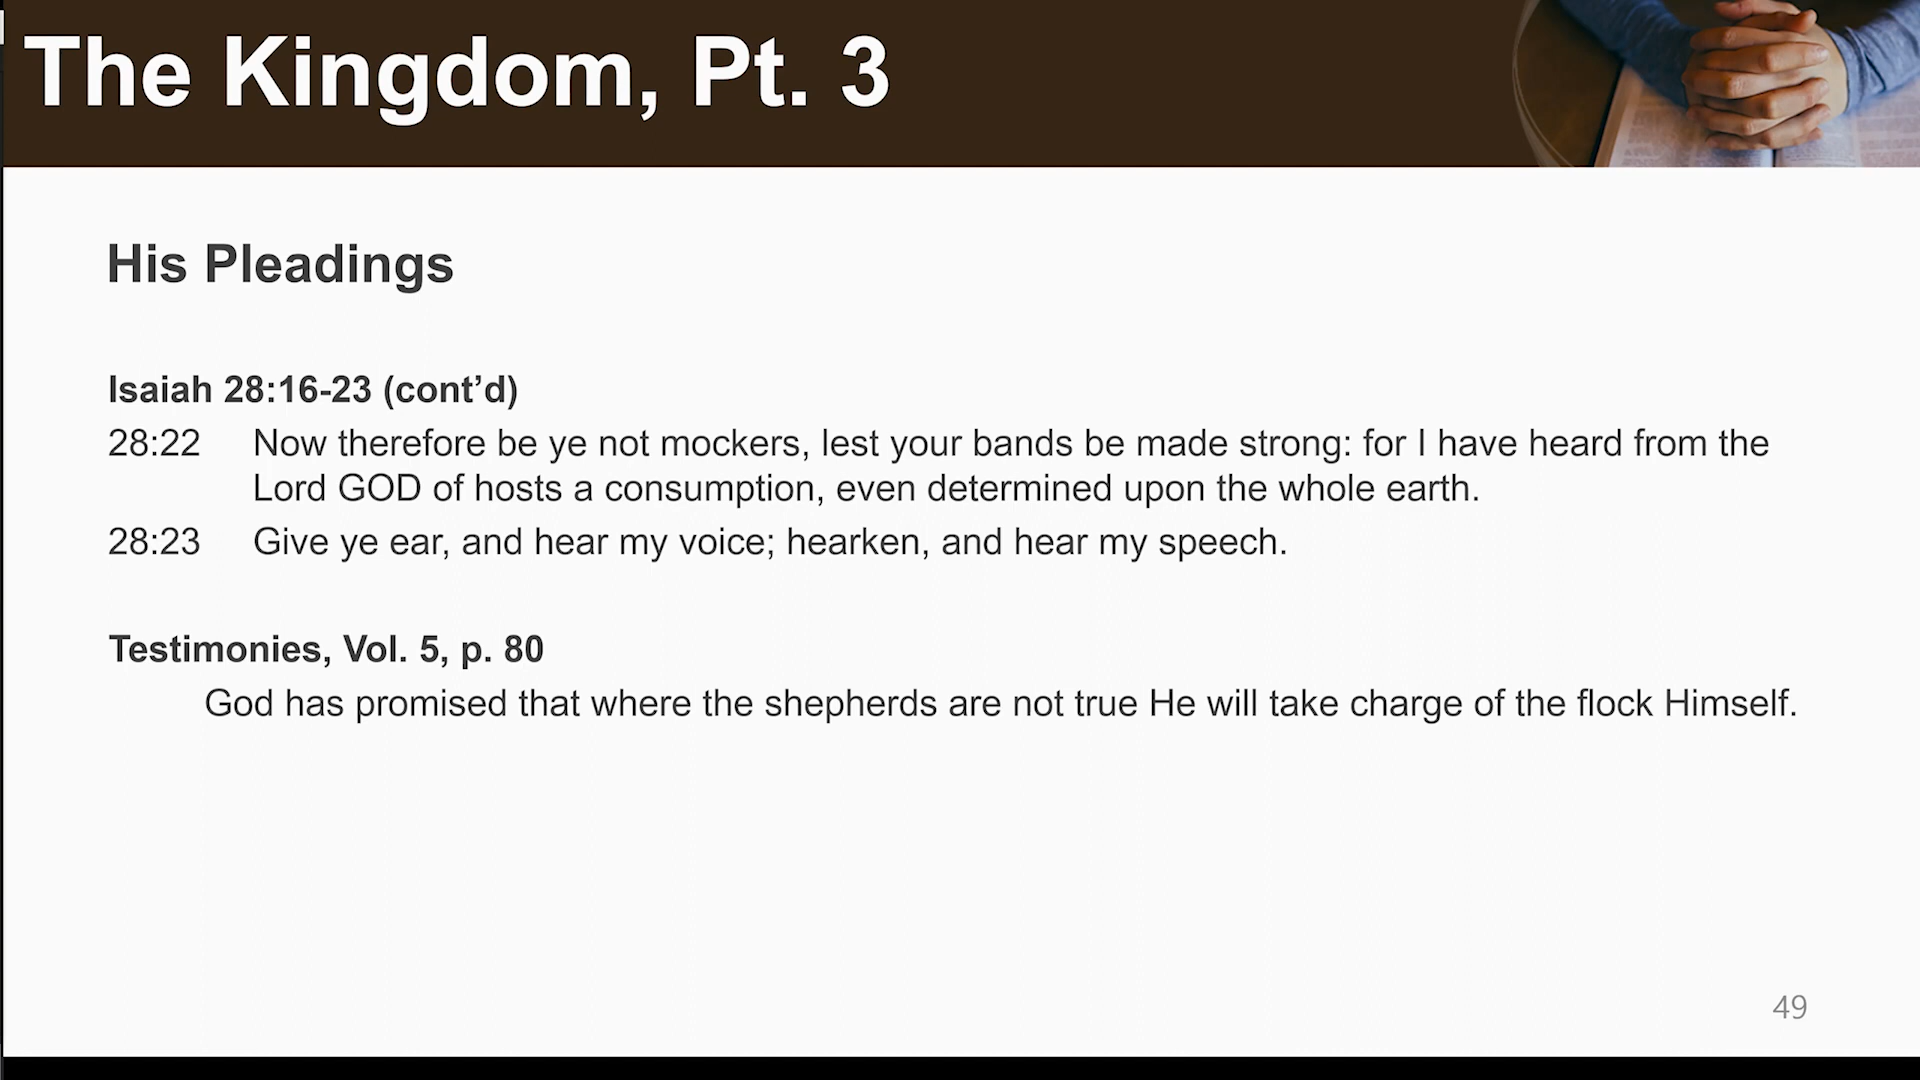 The Kingdom, Pt. 3
His Pleadings
Isaiah 28:16-23 (cont’d)
28:22 Now therefore be ye not mockers, lest your bands be made strong: for I have heard from the
Lord GOD of hosts a consumption, even determined upon the whole earth.
28:23 Give ye ear, and hear my voice; hearken, and hear my speech.
Testimonies, Vol. 5, p. 80
God has promised that where the shepherds are not true He will take charge of the flock Himself.
49